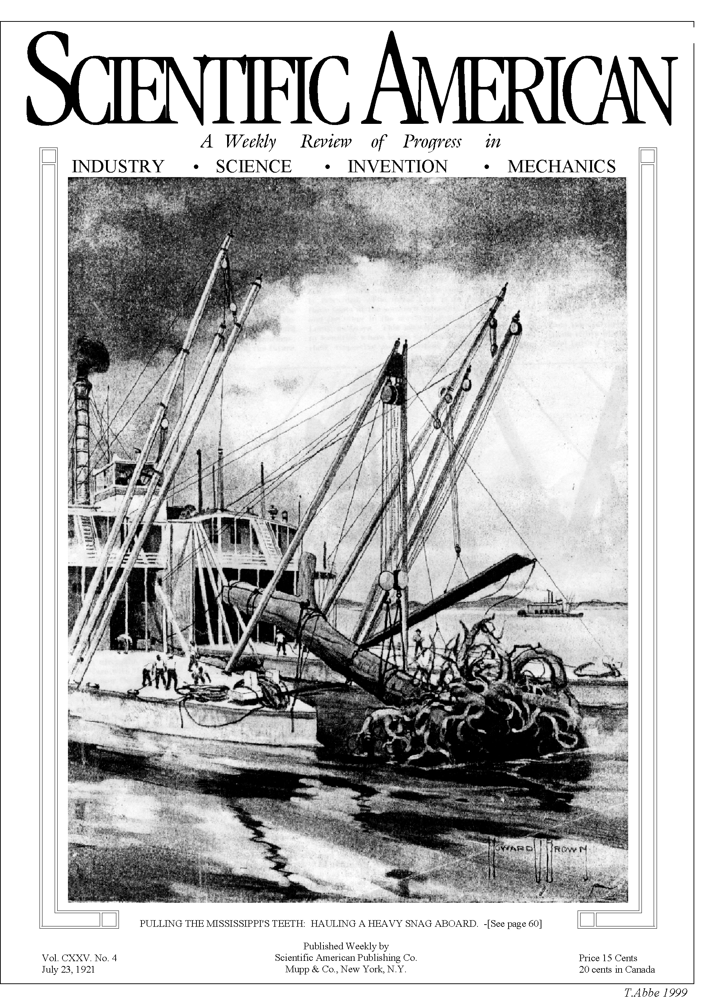 SCIENTIFIC AMERICAN
A Weekly Review of Progress in
INDUSTRY • SCIENCE • INVENTION • MECHANICS
HOWARD V BROWN
PULLING THE MISSISSIPPI'S TEETH: HAULING A HEAVY SNAG ABOARD. -[See page 60]
Vol. CXXV. No. 4
July 23, 1921
Published Weekly by
Scientific American Publishing Co.
Mupp & Co., New York, N.Y.
Price 15 Cents
20 cents in Canada
T.Abbe 1999